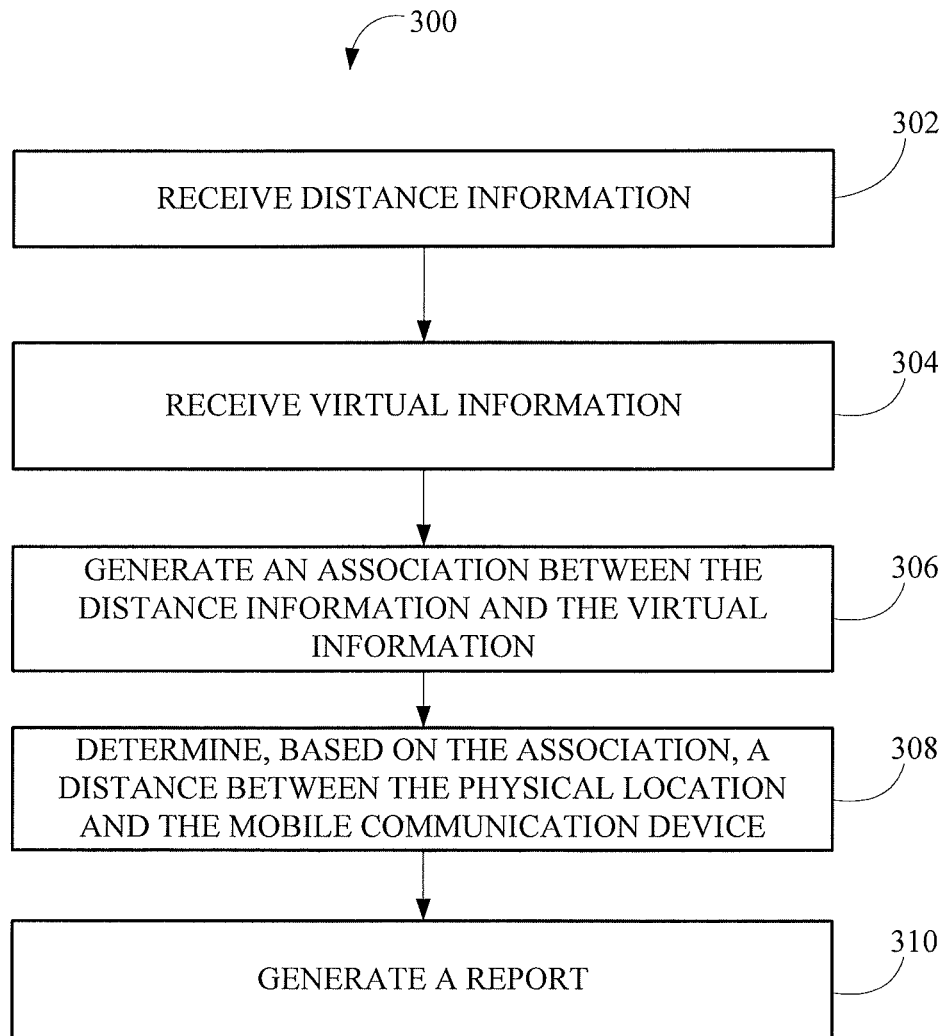 300
302
RECEIVE DISTANCE INFORMATION
304
RECEIVE VIRTUAL INFORMATION
306
GENERATE AN ASSOCIATION BETWEEN THE
DISTANCE INFORMATION AND THE VIRTUAL
INFORMATION
308
DETERMINE, BASED ON THE ASSOCIATION, A
DISTANCE BETWEEN THE PHYSICAL LOCATION
AND THE MOBILE COMMUNICATION DEVICE
310
GENERATE A REPORT